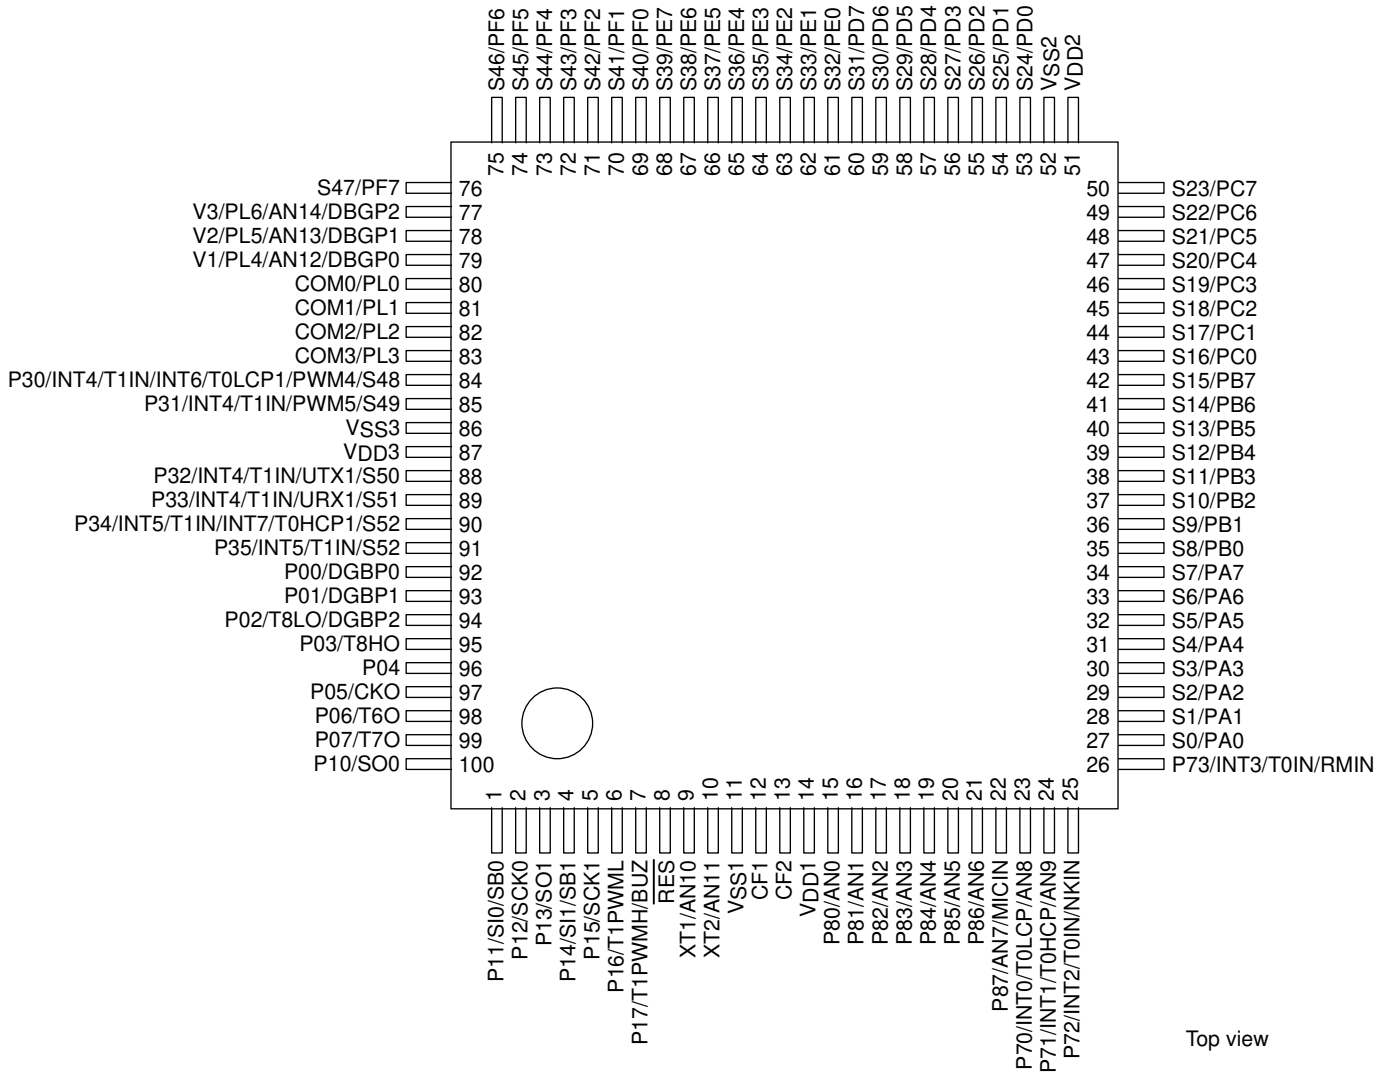 S46/PF6
S45/PF5
S44/PF4
S43/PF3
S42/PF2
S41/PF1
S40/PF0
S39/PE7
S38/PE6
S37/PE5
S36/PE4
S35/PE3
S34/PE2
S33/PE1
S32/PE0
S31/PD7
S30/PD6
S29/PD5
S28/PD4
S27/PD3
S26/PD2
S25/PD1
S24/PD0
VSS2
VDD2
75
74
73
72
71
70
69
68
67
66
65
64
63
62
61
60
59
58
57
56
55
54
53
52
51
S47/PF7 76
V3/PL6/AN14/DBGP2 77
V2/PL5/AN13/DBGP1 78
V1/PL4/AN12/DBGP0 79
COM0/PL0 80
COM1/PL1 81
COM2/PL2 82
COM3/PL3 83
P30/INT4/T1IN/INT6/T0LCP1/PWM4/S48 84
P31/INT4/T1IN/PWM5/S49 85
VSS3 86
VDD3 87
P32/INT4/T1IN/UTX1/S50 88
P33/INT4/T1IN/URX1/S51 89
P34/INT5/T1IN/INT7/T0HCP1/S52 90
P35/INT5/T1IN/S52 91
P00/DGBP0 92
P01/DGBP1 93
P02/T8LO/DGBP2 94
P03/T8HO 95
P04 96
P05/CKO 97
P06/T6O 98
P07/T7O 99
P10/SO0 100
50 S23/PC7
49 S22/PC6
48 S21/PC5
47 S20/PC4
46 S19/PC3
45 S18/PC2
44 S17/PC1
43 S16/PC0
42 S15/PB7
41 S14/PB6
40 S13/PB5
39 S12/PB4
38 S11/PB3
37 S10/PB2
36 S9/PB1
35 S8/PB0
34 S7/PA7
33 S6/PA6
32 S5/PA5
31 S4/PA4
30 S3/PA3
29 S2/PA2
28 S1/PA1
27 S0/PA0
26 P73/INT3/T0IN/RMIN
1
2
3
4
5
6
7
8
9
10
11
12
13
14
15
16
17
18
19
20
21
22
23
24
25
P11/SI0/SB0
P12/SCK0
P13/SO1
P14/SI1/SB1
P15/SCK1
P16/T1PWML
P17/T1PWMH/BUZ
RES
XT1/AN10
XT2/AN11
VSS1
CF1
CF2
VDD1
P80/AN0
P81/AN1
P82/AN2
P83/AN3
P84/AN4
P85/AN5
P86/AN6
P87/AN7/MICIN
P70/INT0/T0LCP/AN8
P71/INT1/T0HCP/AN9
P72/INT2/T0IN/NKIN
Top view